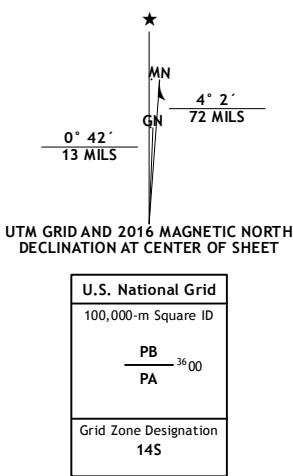 ★
MN
4° 2´
72 MILS
GN
0° 42´
13 MILS
UTM GRID AND 2016 MAGNETIC NORTH
DECLINATION AT CENTER OF SHEET
U.S. National Grid
100,000-m Square ID
PB
3600
PA
Grid Zone Designation
14S